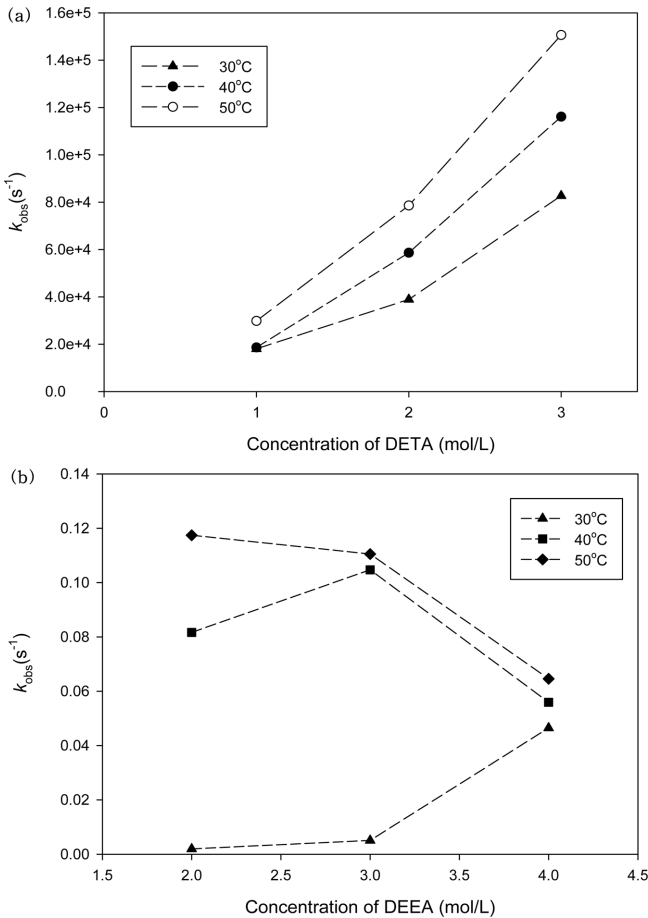 (a)
1.6e+5
1.4e+5
1.2e+5
1.0e+5
8.0e+4
6.0e+4
4.0e+4
2.0e+4
0.0
k_obs(s⁻¹)
30°C
40°C
50°C
0 1 2 3
Concentration of DETA (mol/L)
(b)
0.14
0.12
0.10
0.08
0.06
0.04
0.02
0.00
k_obs(s⁻¹)
30°C
40°C
50°C
1.5 2.0 2.5 3.0 3.5 4.0 4.5
Concentration of DEEA (mol/L)